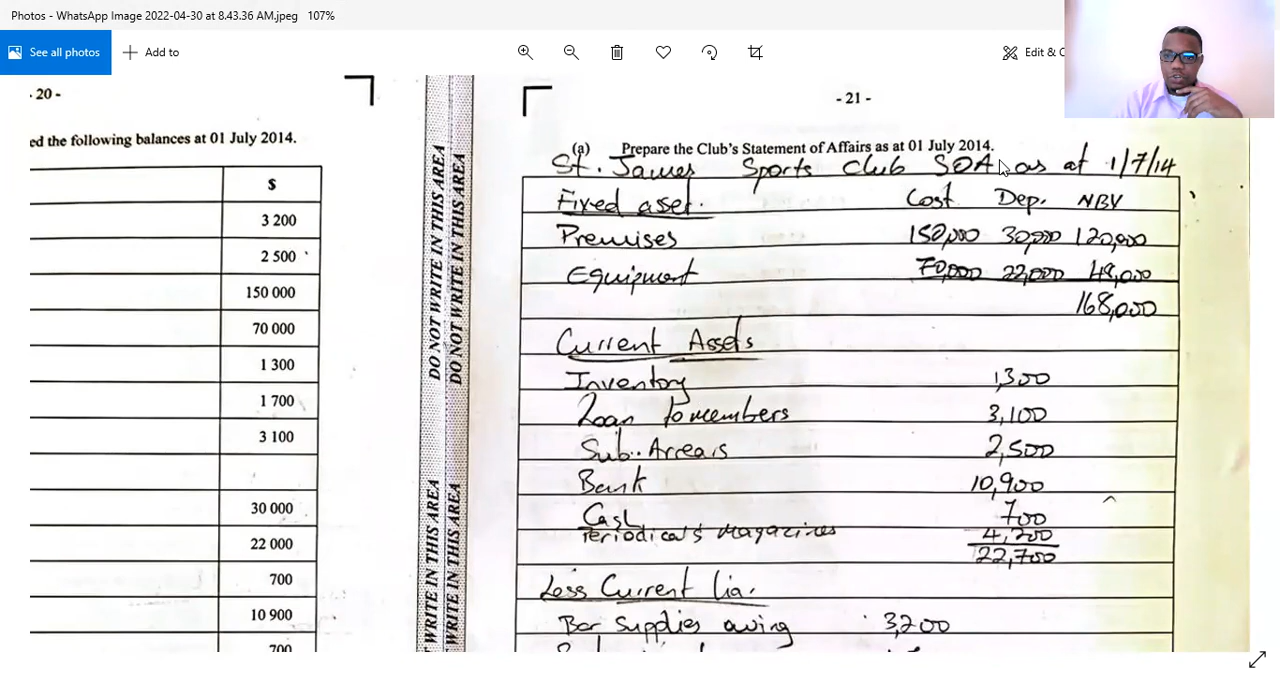 Photos - WhatsApp Image 2022-04-30 at 8.43.36 AM.jpeg 107%
See all photos
Add to
Edit & C
- 20 -
ed the following balances at 01 July 2014.
$
3 200
2 500
150 000
70 000
1 300
1 700
3 100
30 000
22 000
700
10 900
700
DO NOT WRITE IN THIS AREA
DO NOT WRITE IN THIS AREA
WRITE IN THIS AREA
WRITE IN THIS AREA
- 21 -
(a) Prepare the Club's Statement of Affairs as at 01 July 2014.
St. James Sports Club SOA as at 1/7/14
Fixed asset. Cost Dep. NBV
Premises 150,000 30,000 120,000
Equipment 70,000 22,000 48,000
168,000
Current Assets
Inventory 1,300
Loan to members 3,100
Sub.. Arrears 2,500
Bank 10,900
Cash 700
Periodicals magazines 4,200
22,700
Less Current lia.
Bar supplies owing 3,200